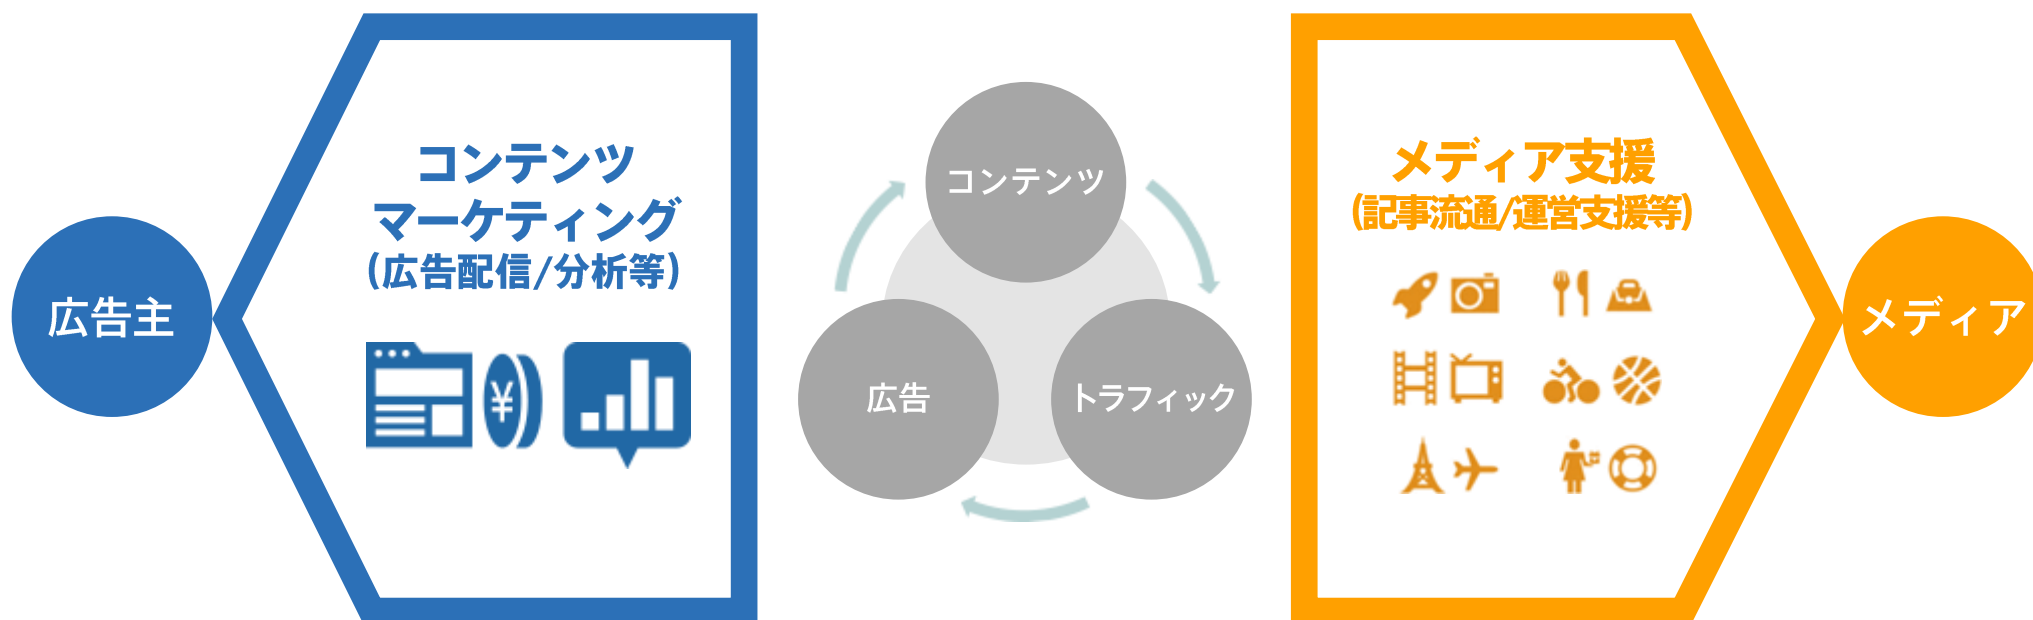 広告主
コンテンツ
マーケティング
(広告配信/分析等)
¥
コンテンツ
広告
トラフィック
メディア支援
(記事流通/運営支援等)
メディア